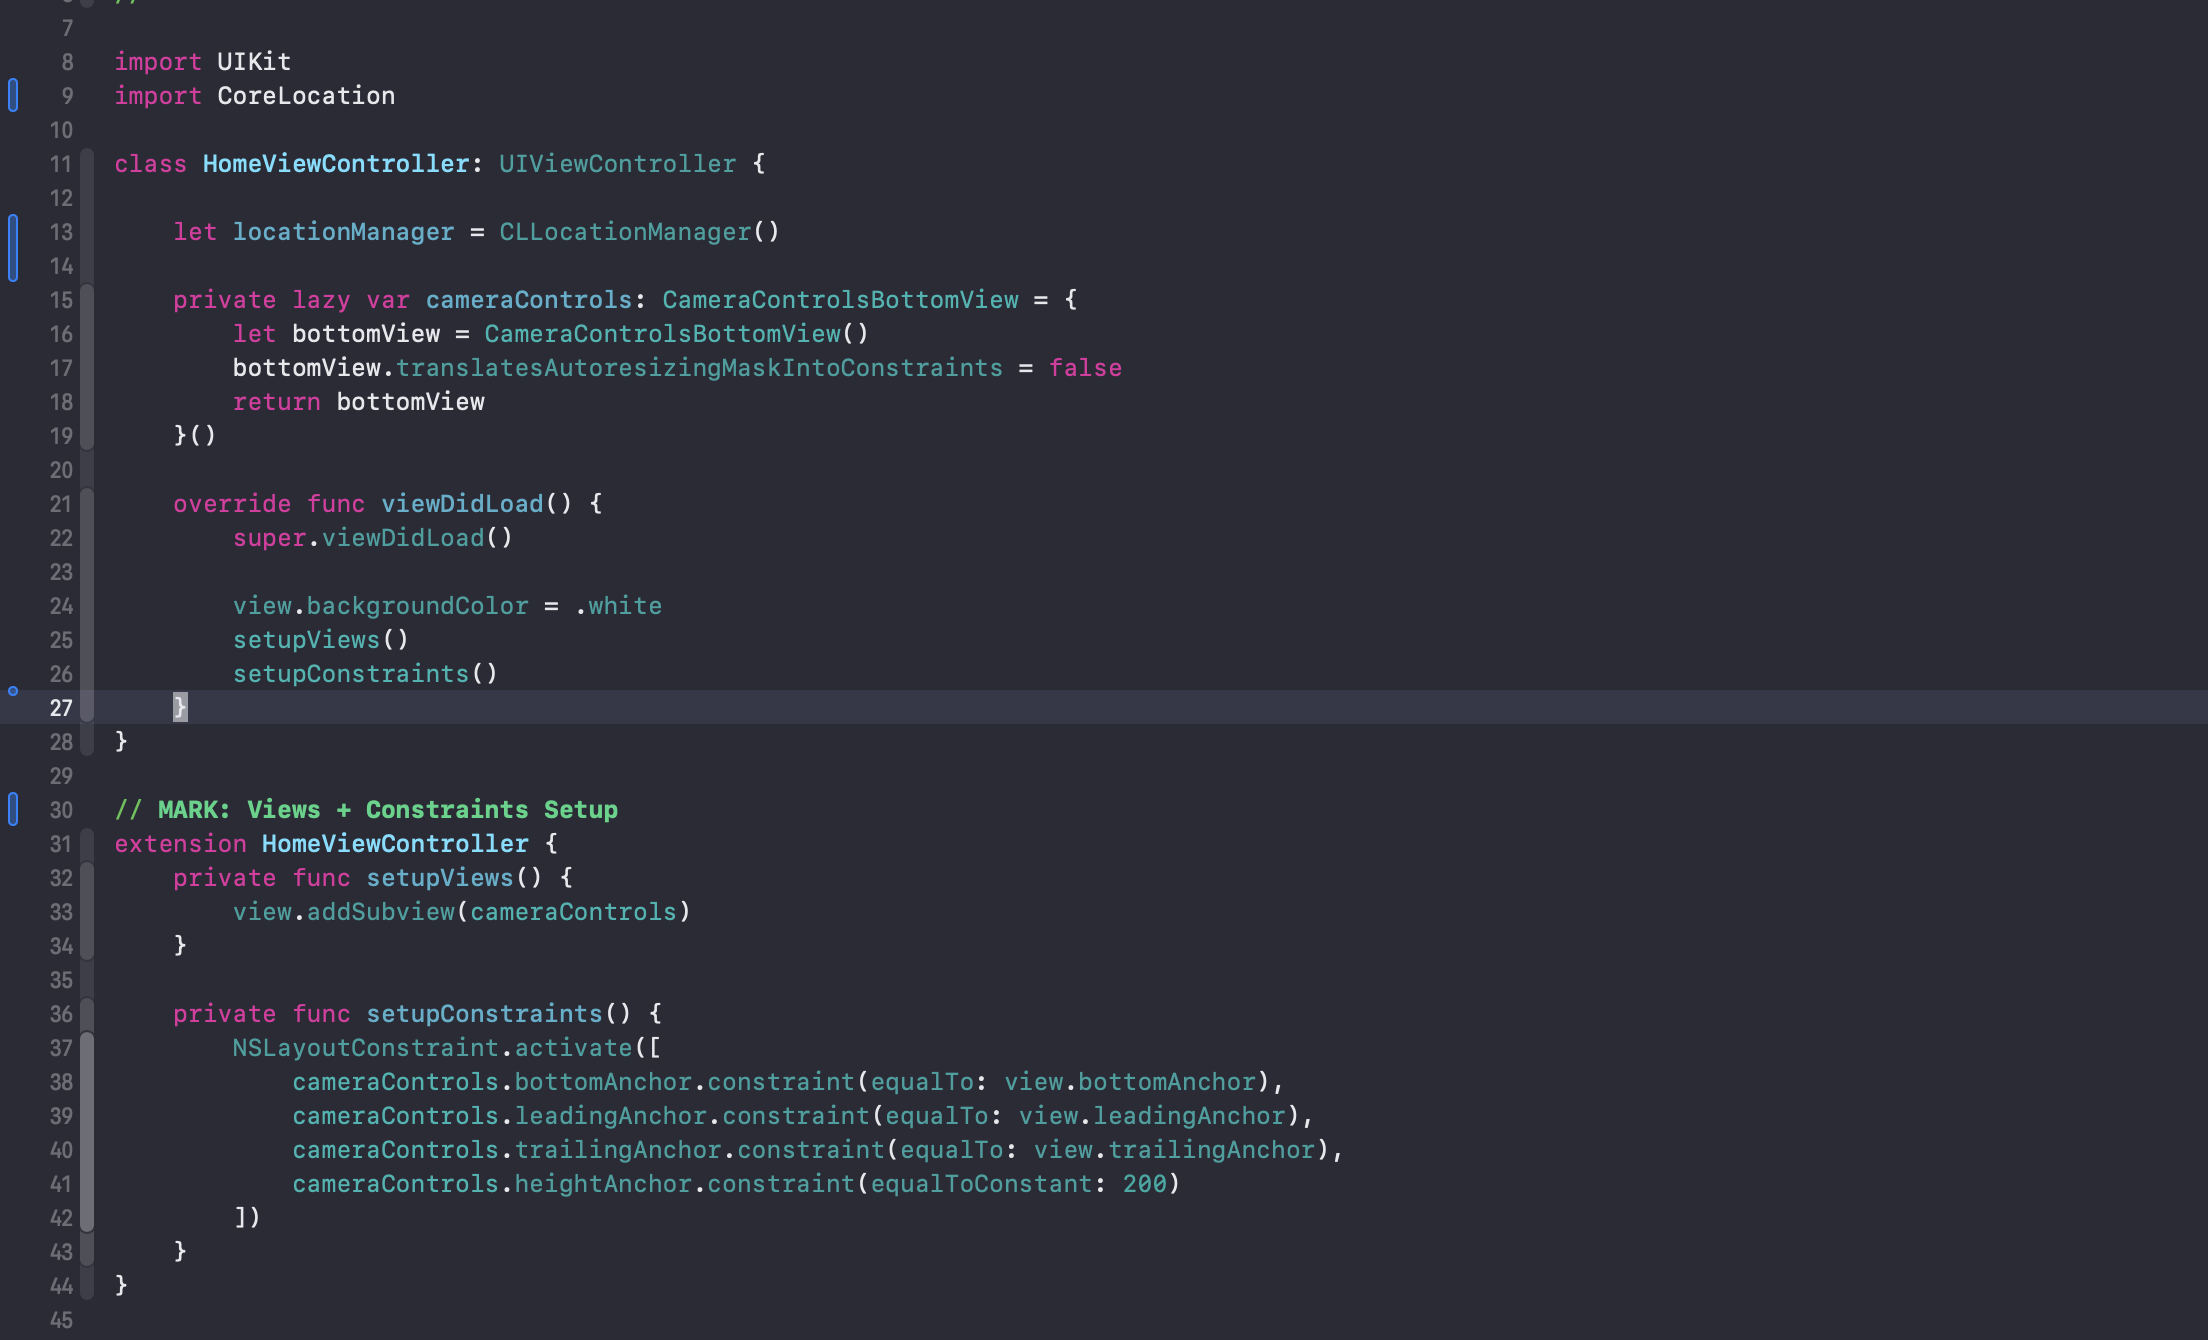 //
7
8 import UIKit
9 import CoreLocation
10
11 class HomeViewController: UIViewController {
12
13     let locationManager = CLLocationManager()
14
15     private lazy var cameraControls: CameraControlsBottomView = {
16         let bottomView = CameraControlsBottomView()
17         bottomView.translatesAutoresizingMaskIntoConstraints = false
18         return bottomView
19     }()
20
21     override func viewDidLoad() {
22         super.viewDidLoad()
23
24         view.backgroundColor = .white
25         setupViews()
26         setupConstraints()
27     }
28 }
29
30 // MARK: Views + Constraints Setup
31 extension HomeViewController {
32     private func setupViews() {
33         view.addSubview(cameraControls)
34     }
35
36     private func setupConstraints() {
37         NSLayoutConstraint.activate([
38             cameraControls.bottomAnchor.constraint(equalTo: view.bottomAnchor),
39             cameraControls.leadingAnchor.constraint(equalTo: view.leadingAnchor),
40             cameraControls.trailingAnchor.constraint(equalTo: view.trailingAnchor),
41             cameraControls.heightAnchor.constraint(equalToConstant: 200)
42         ])
43     }
44 }
45